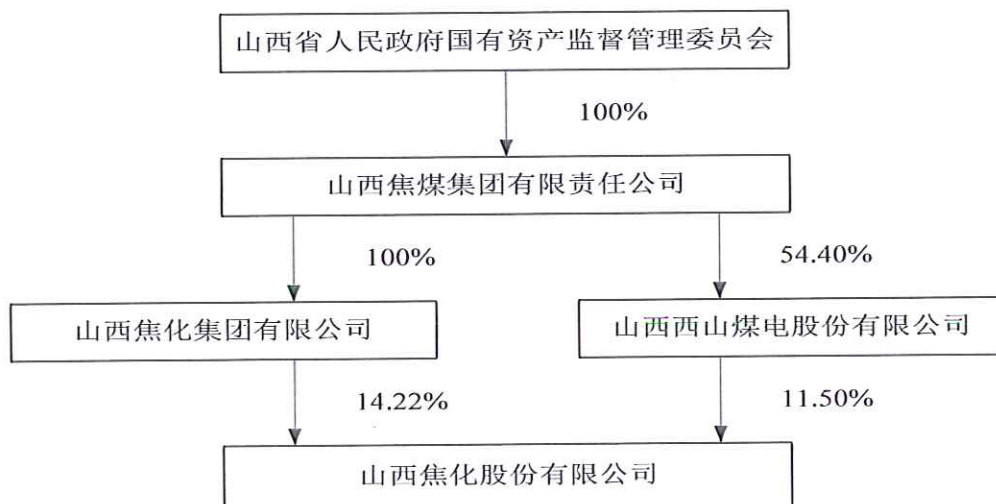 山西省人民政府国有资产监督管理委员会
100%
山西焦煤集团有限责任公司
100%
54.40%
山西焦化集团有限公司
山西西山煤电股份有限公司
14.22%
11.50%
山西焦化股份有限公司